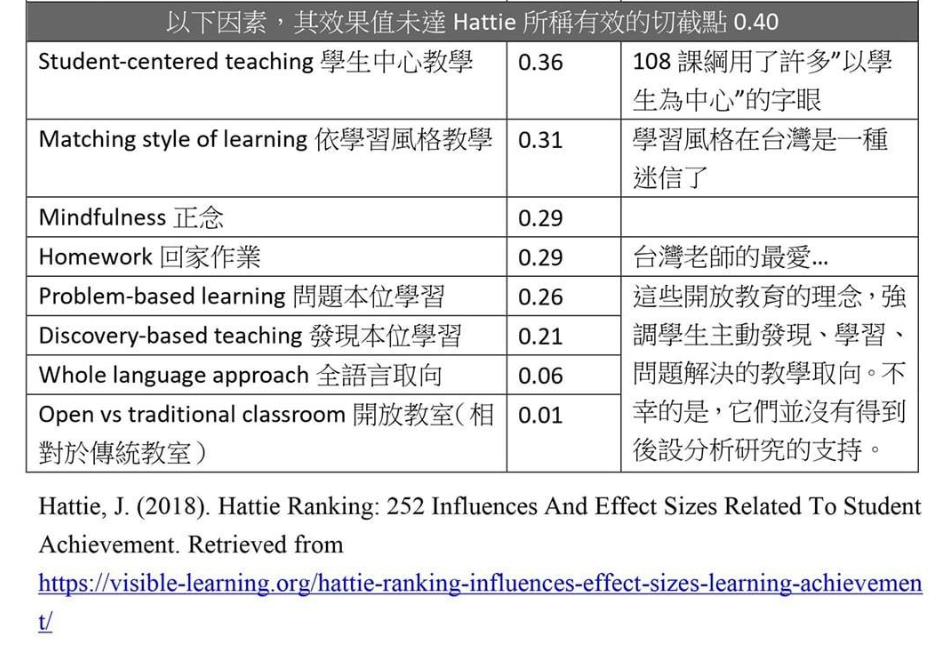 以下因素，其效果值未達 Hattie 所稱有效的切截點 0.40
Student-centered teaching 學生中心教學 0.36 108 課綱用了許多”以學
生為中心”的字眼
Matching style of learning 依學習風格教學 0.31 學習風格在台灣是一種
迷信了
Mindfulness 正念 0.29
Homework 回家作業 0.29 台灣老師的最愛…
Problem-based learning 問題本位學習 0.26 這些開放教育的理念，強
Discovery-based teaching 發現本位學習 0.21 調學生主動發現、學習、
Whole language approach 全語言取向 0.06 問題解決的教學取向。不
Open vs traditional classroom 開放教室（相 0.01 幸的是，它們並沒有得到
對於傳統教室） 後設分析研究的支持。
Hattie, J. (2018). Hattie Ranking: 252 Influences And Effect Sizes Related To Student
Achievement. Retrieved from
https://visible-learning.org/hattie-ranking-influences-effect-sizes-learning-achievemen
t/